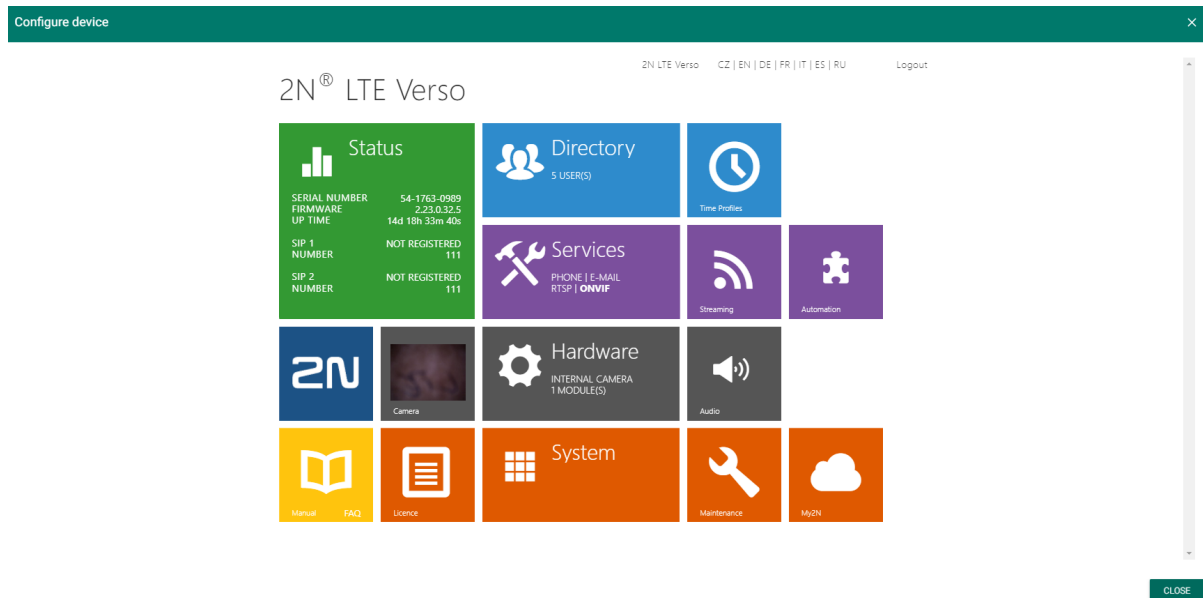 Configure device
2N LTE Verso CZ | EN | DE | FR | IT | ES | RU Logout
2N® LTE Verso
Status
SERIAL NUMBER 54-1763-0989
FIRMWARE 2.23.0.32.5
UP TIME 14d 18h 33m 40s
SIP 1 NOT REGISTERED
NUMBER 111
SIP 2 NOT REGISTERED
NUMBER 111
Directory
5 USER(S)
Time Profiles
Services
PHONE | E-MAIL
RTSP | ONVIF
Streaming
Automation
2N
Camera
Hardware
INTERNAL CAMERA
1 MODULE(S)
Audio
Manual FAQ
Licence
System
Maintenance
My2N
CLOSE